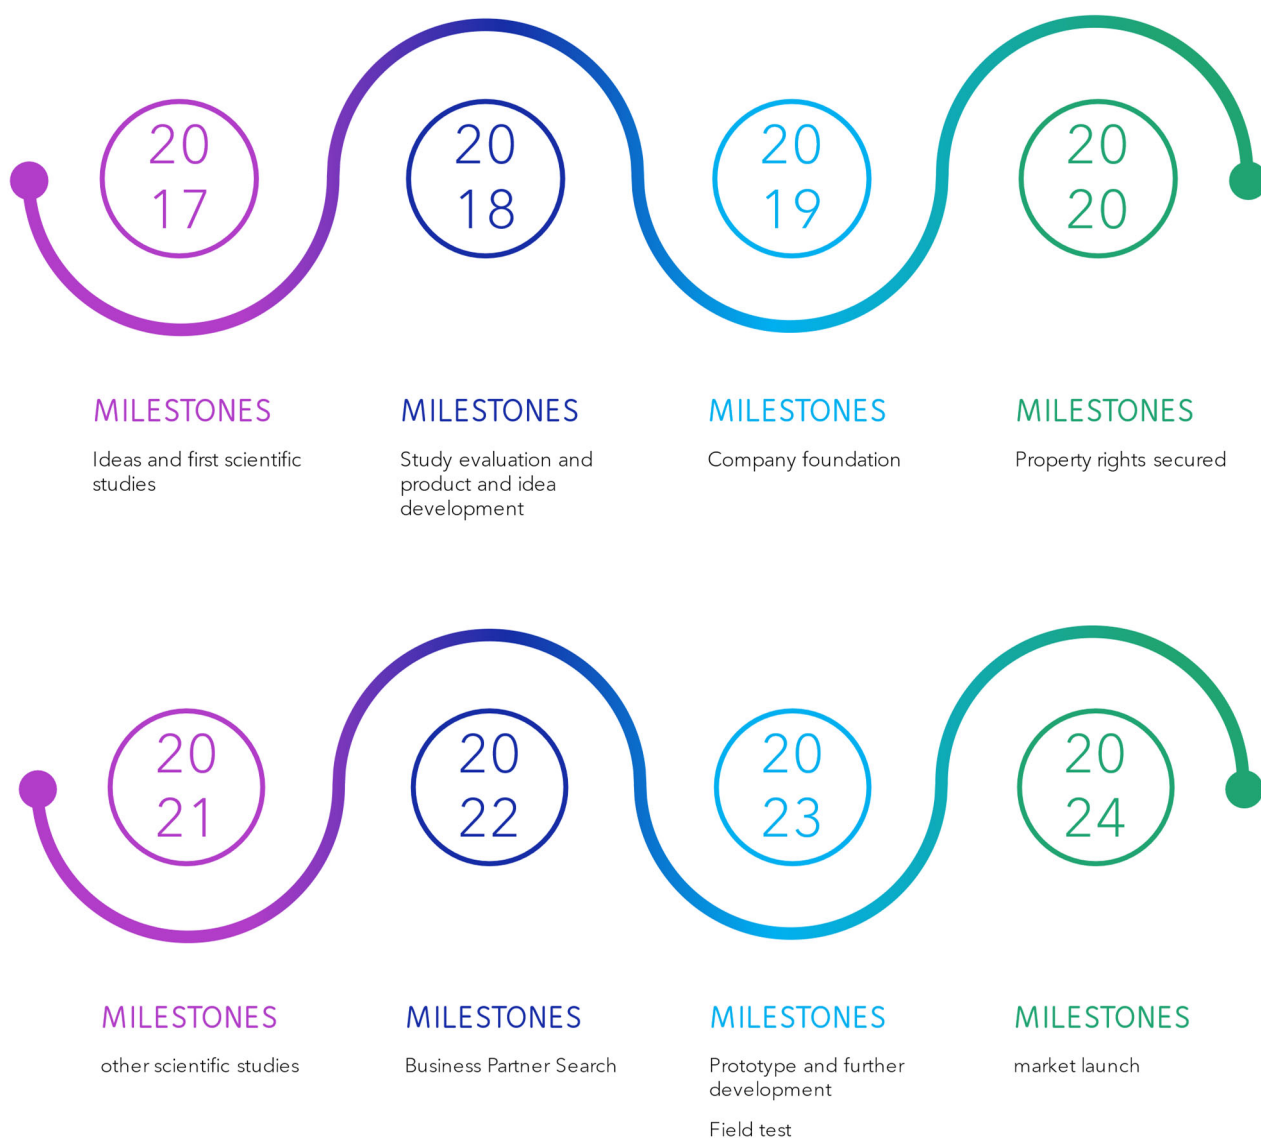 20
17
20
18
20
19
20
20
MILESTONES
Ideas and first scientific
studies
MILESTONES
Study evaluation and
product and idea
development
MILESTONES
Company foundation
MILESTONES
Property rights secured
20
21
20
22
20
23
20
24
MILESTONES
other scientific studies
MILESTONES
Business Partner Search
MILESTONES
Prototype and further
development
Field test
MILESTONES
market launch